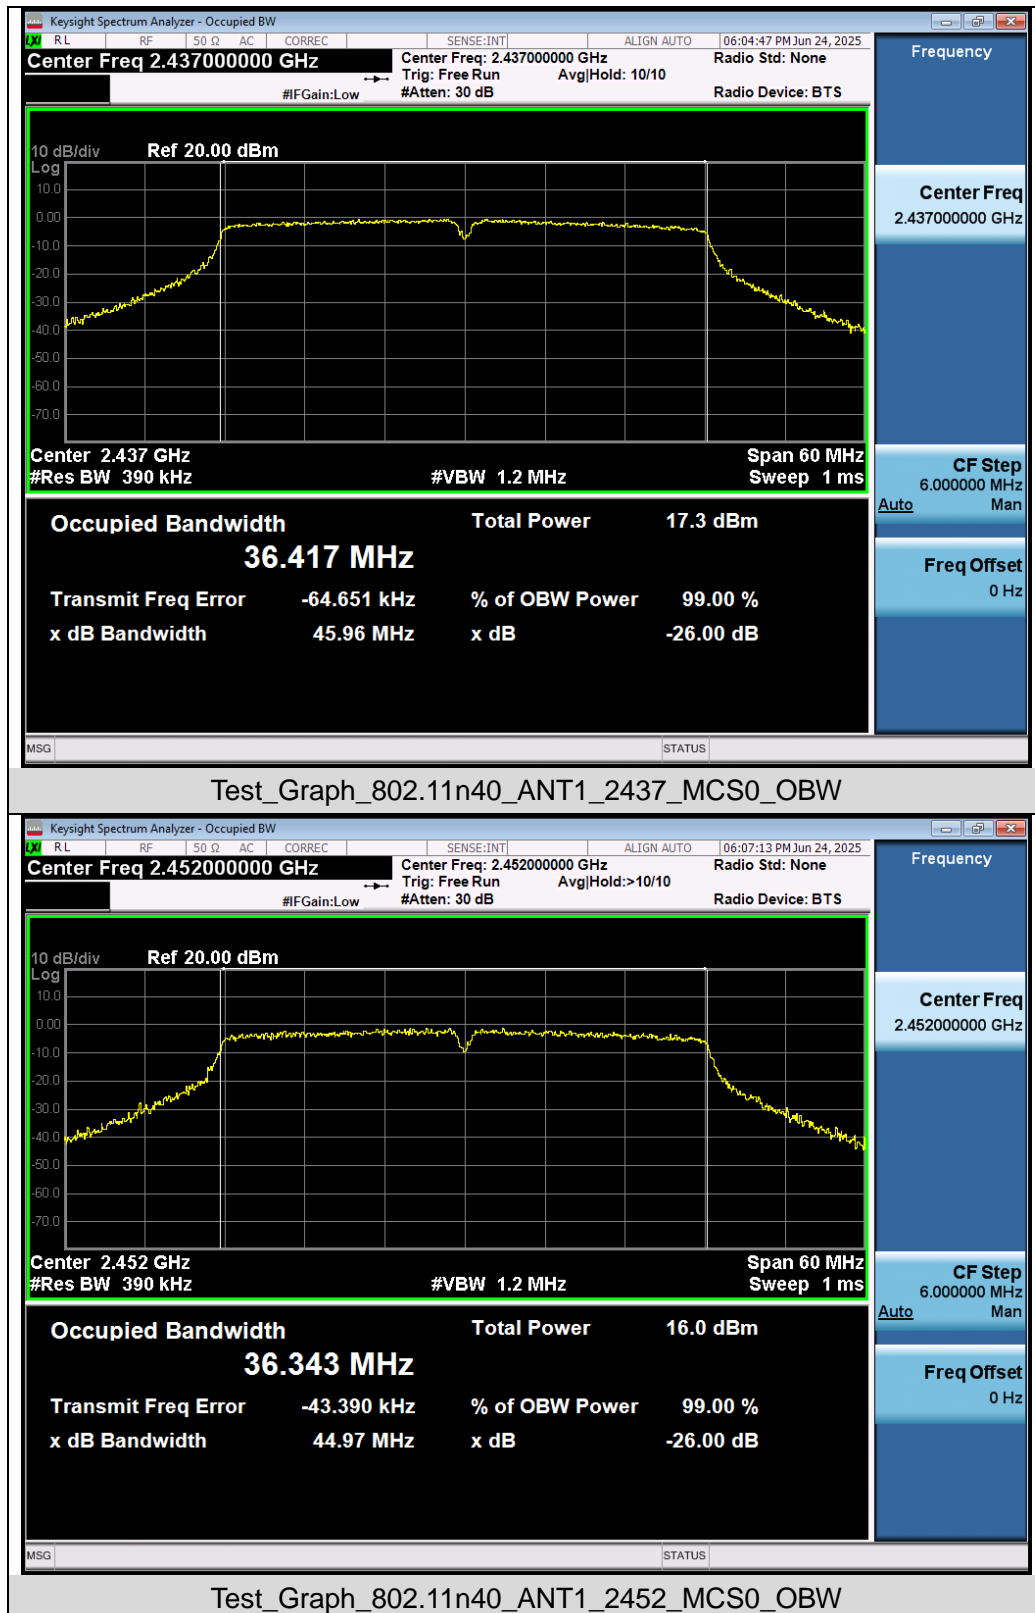 Keysight Spectrum Analyzer - Occupied BW
LXI RL RF 50 Ω AC CORREC SENSE:INT ALIGN AUTO 06:04:47 PM Jun 24, 2025
Center Freq 2.437000000 GHz
Center Freq: 2.437000000 GHz
Radio Std: None
Trig: Free Run Avg|Hold: 10/10
#IFGain:Low
#Atten: 30 dB
Radio Device: BTS
Frequency
10 dB/div Ref 20.00 dBm
Log
10.0
0.00
-10.0
-20.0
-30.0
-40.0
-50.0
-60.0
-70.0
Center 2.437 GHz Span 60 MHz
#Res BW 390 kHz #VBW 1.2 MHz Sweep 1 ms
Center Freq
2.437000000 GHz
CF Step
6.000000 MHz
Auto Man
Freq Offset
0 Hz
Occupied Bandwidth Total Power 17.3 dBm
36.417 MHz
Transmit Freq Error -64.651 kHz % of OBW Power 99.00 %
x dB Bandwidth 45.96 MHz x dB -26.00 dB
MSG STATUS
Test_Graph_802.11n40_ANT1_2437_MCS0_OBW
Keysight Spectrum Analyzer - Occupied BW
LXI RL RF 50 Ω AC CORREC SENSE:INT ALIGN AUTO 06:07:13 PM Jun 24, 2025
Center Freq 2.452000000 GHz
Center Freq: 2.452000000 GHz
Radio Std: None
Trig: Free Run Avg|Hold:>10/10
#IFGain:Low
#Atten: 30 dB
Radio Device: BTS
Frequency
10 dB/div Ref 20.00 dBm
Log
10.0
0.00
-10.0
-20.0
-30.0
-40.0
-50.0
-60.0
-70.0
Center 2.452 GHz Span 60 MHz
#Res BW 390 kHz #VBW 1.2 MHz Sweep 1 ms
Center Freq
2.452000000 GHz
CF Step
6.000000 MHz
Auto Man
Freq Offset
0 Hz
Occupied Bandwidth Total Power 16.0 dBm
36.343 MHz
Transmit Freq Error -43.390 kHz % of OBW Power 99.00 %
x dB Bandwidth 44.97 MHz x dB -26.00 dB
MSG STATUS
Test_Graph_802.11n40_ANT1_2452_MCS0_OBW